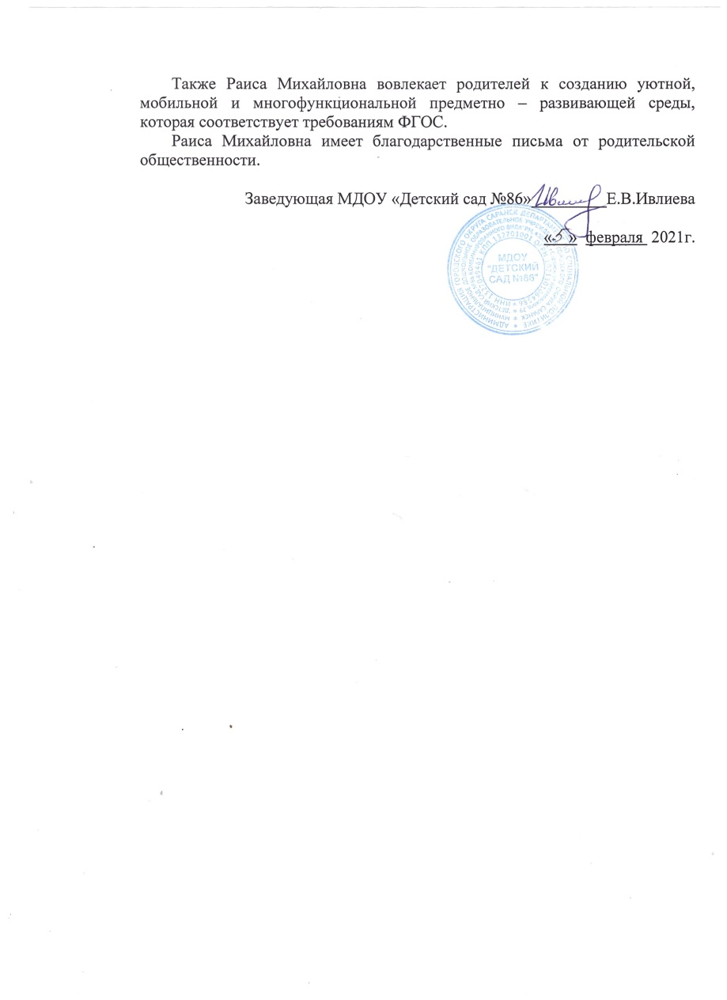 Также Раиса Михайловна вовлекает родителей к созданию уютной,
мобильной и многофункциональной предметно – развивающей среды,
которая соответствует требованиям ФГОС.
Раиса Михайловна имеет благодарственные письма от родительской
общественности.
Заведующая МДОУ «Детский сад №86»_________Е.В.Ивлиева
«5» февраля 2021г.
МДОУ
"ДЕТСКИЙ
САД №86"